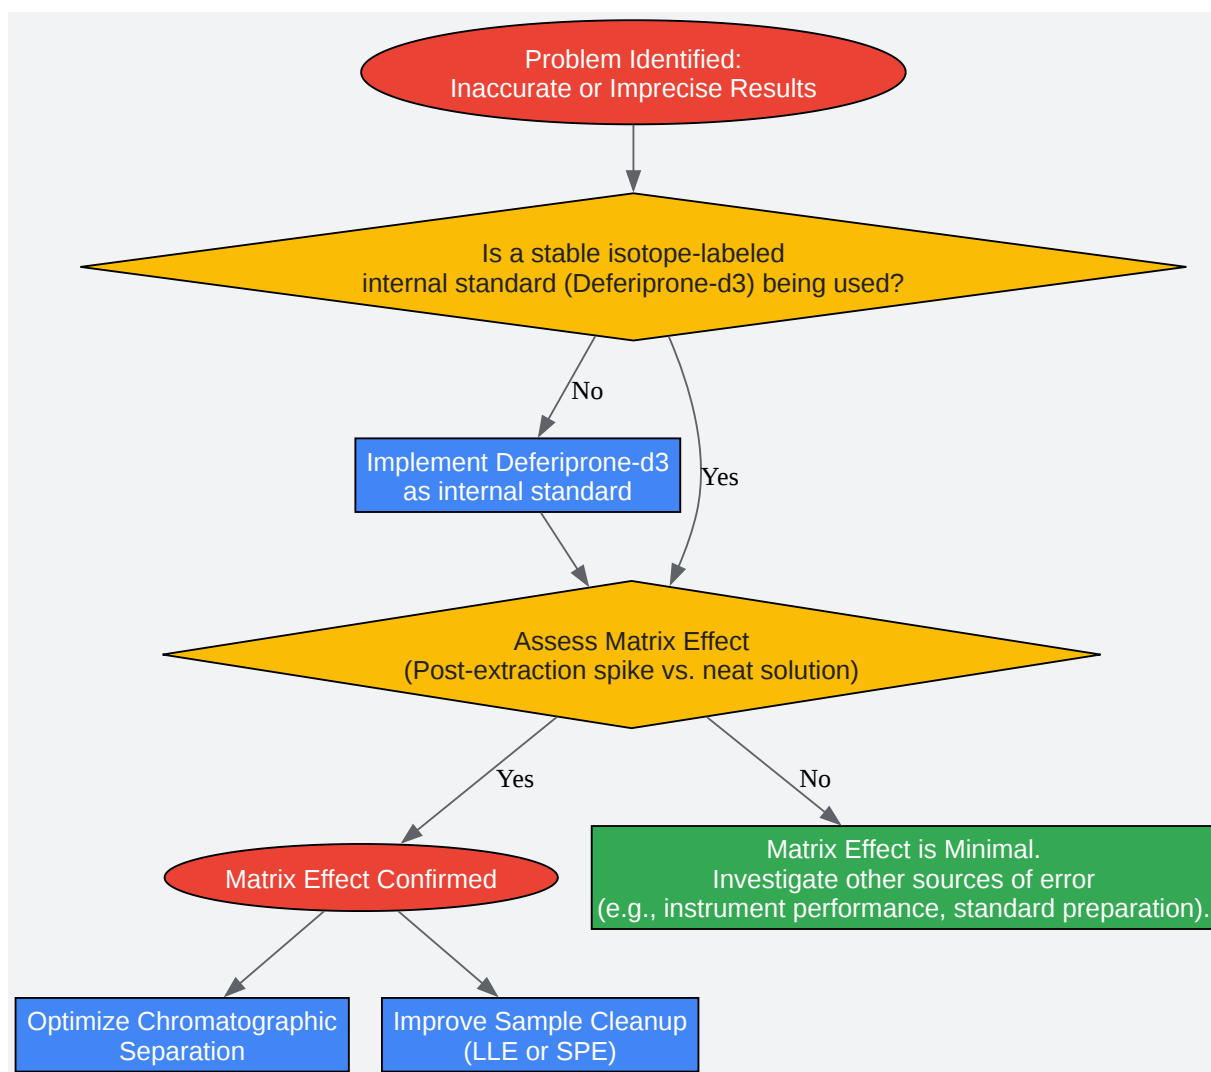 Problem Identified:
Inaccurate or Imprecise Results
Is a stable isotope-labeled
internal standard (Deferiprone-d3) being used?
No
Yes
Implement Deferiprone-d3
as internal standard
Assess Matrix Effect
(Post-extraction spike vs. neat solution)
Yes
No
Matrix Effect Confirmed
Matrix Effect is Minimal.
Investigate other sources of error
(e.g., instrument performance, standard preparation).
Optimize Chromatographic
Separation
Improve Sample Cleanup
(LLE or SPE)